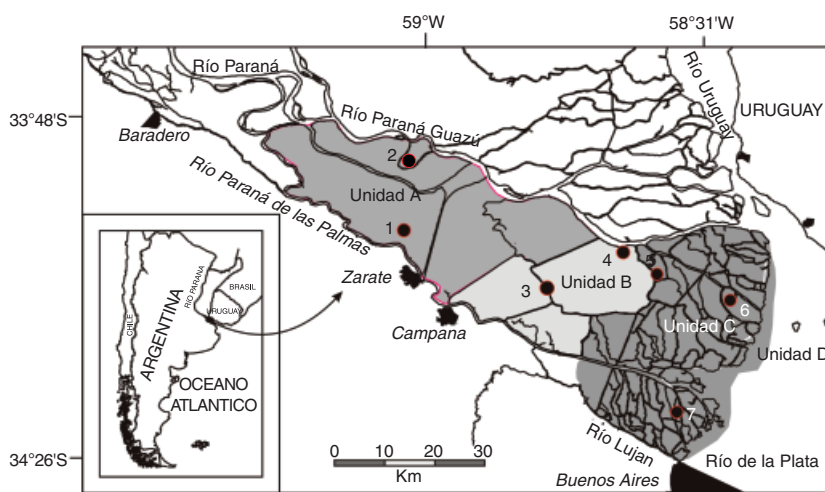 59°W
58°31'W
Río Paraná
Río Uruguay
URUGUAY
33°48'S
Baradero
Río Paraná Guazú
2
Unidad A
Río Paraná de las Palmas
1
4
5
Zarate
3
Unidad B
6
Campana
Unidad C
Unidad D
RÍO PARANA
BRASIL
URUGUAY
CHILE
ARGENTINA
OCEANO
ATLANTICO
7
Río Lujan
34°26'S
0 10 20 30
Km
Río de la Plata
Buenos Aires